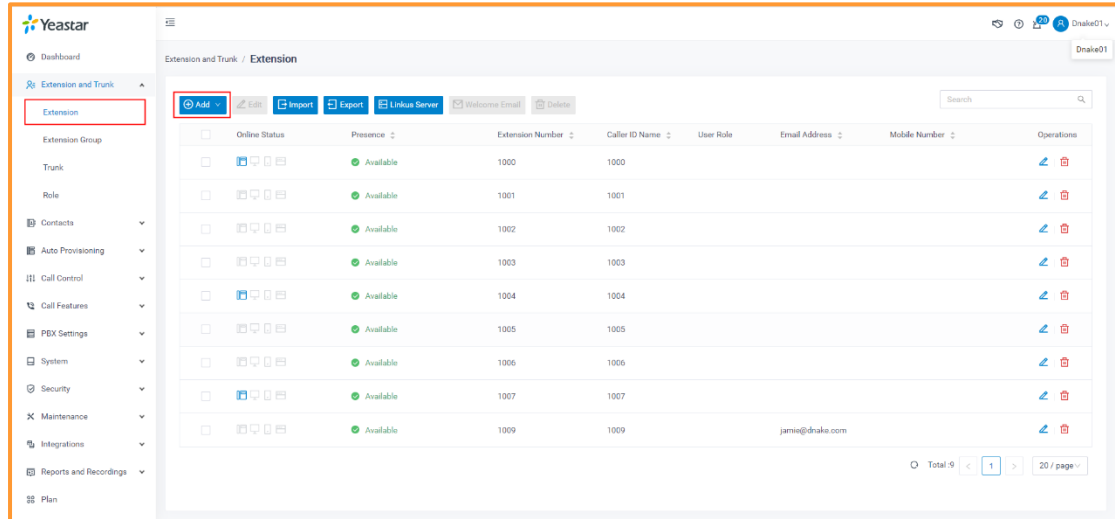 Yeastar
20
Dnake01
Dnake01
Dashboard
Extension and Trunk
Extension
Extension Group
Trunk
Role
Contacts
Auto Provisioning
Call Control
Call Features
PBX Settings
System
Security
Maintenance
Integrations
Reports and Recordings
Plan
Extension and Trunk / Extension
Add Edit Import Export Linkus Server Welcome Email Delete Search
Online Status Presence Extension Number Caller ID Name User Role Email Address Mobile Number Operations
Available 1000 1000
Available 1001 1001
Available 1002 1002
Available 1003 1003
Available 1004 1004
Available 1005 1005
Available 1006 1006
Available 1007 1007
Available 1009 1009 jamie@dnake.com
Total:9 < 1 > 20 / page